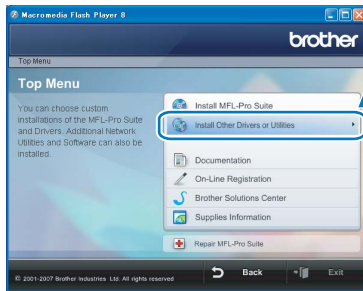 Macromedia Flash Player 8
brother
Top Menu
Top Menu
You can choose custom
installations of the MFL-Pro Suite
and Drivers. Additional Network
Utilities and Software can also be
installed.
Install MFL-Pro Suite
Install Other Drivers or Utilities
Documentation
On-Line Registration
Brother Solutions Center
Supplies Information
Repair MFL-Pro Suite
© 2001-2007 Brother Industries Ltd. All rights reserved
Back
Exit